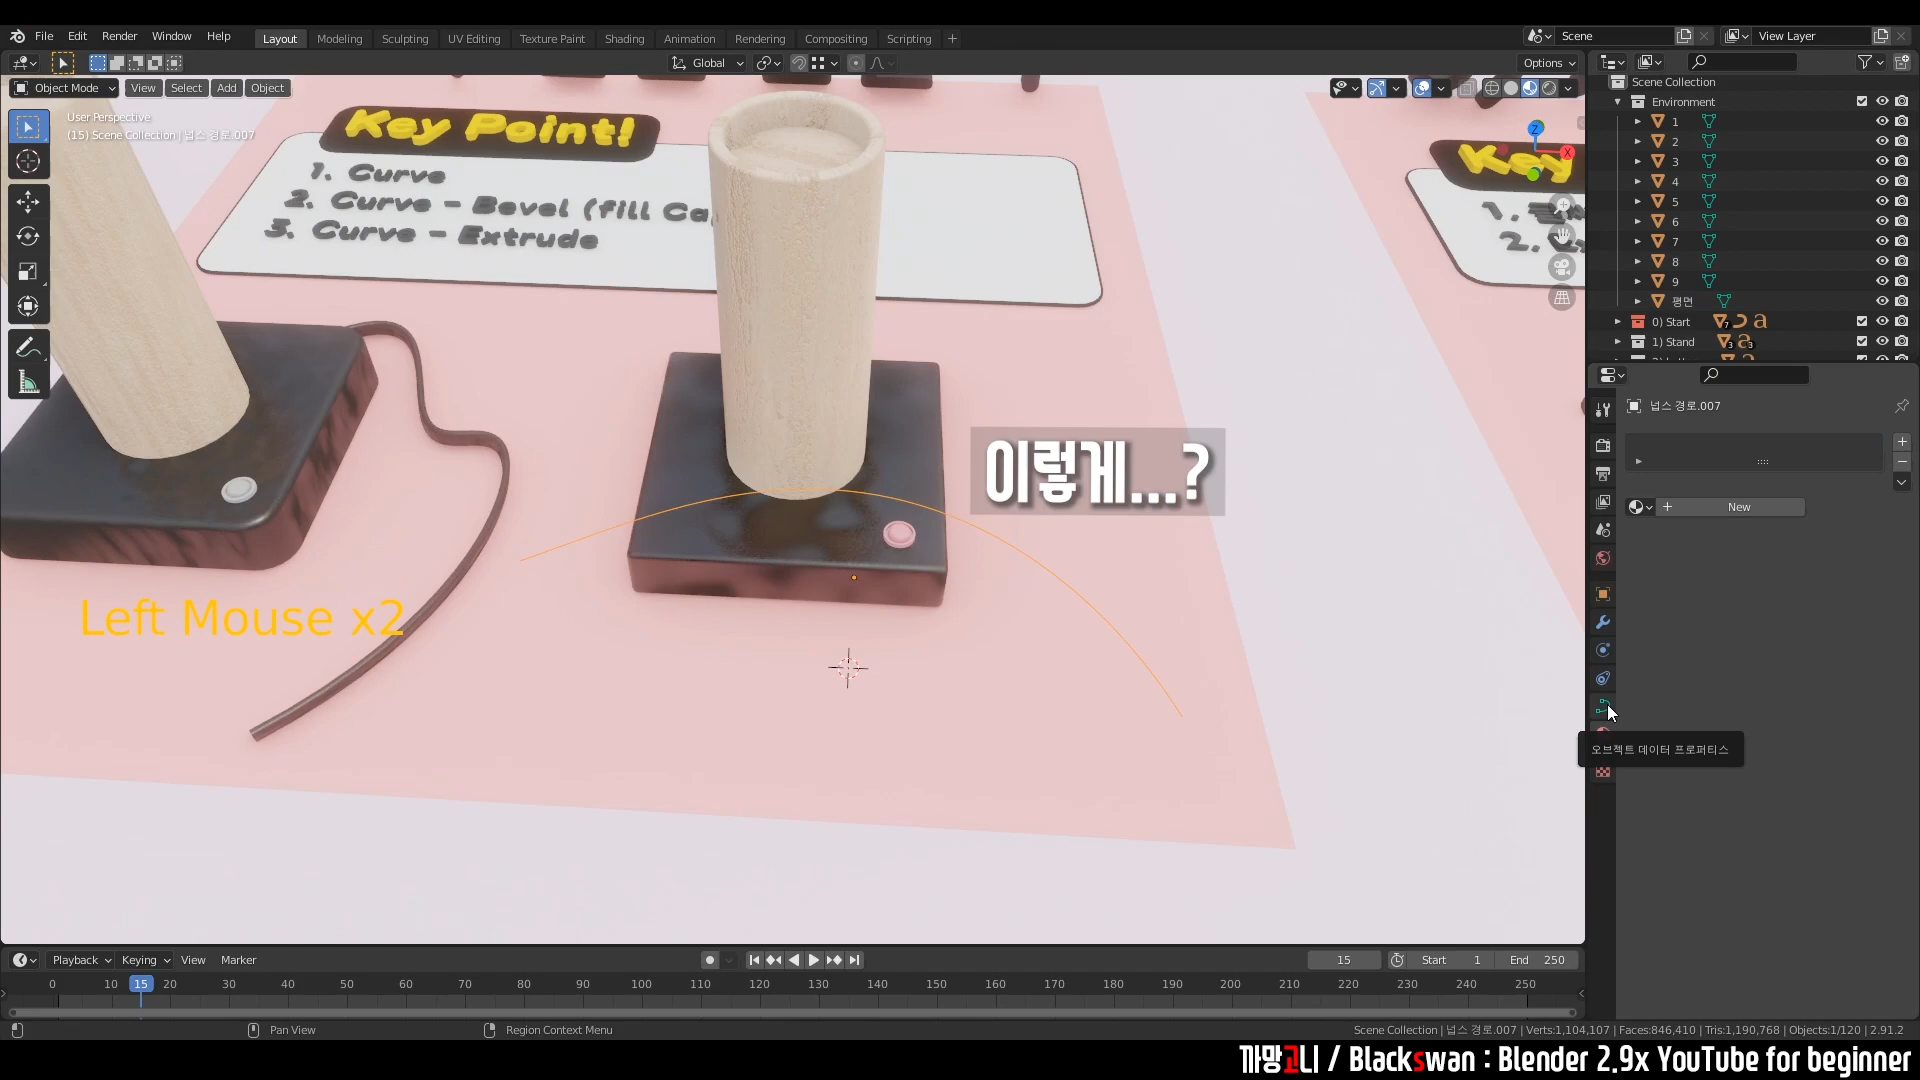 File Edit Render Window Help
Layout Modeling Sculpting UV Editing Texture Paint Shading Animation Rendering Compositing Scripting +
Scene
View Layer
Global
Options
Object Mode View Select Add Object
User Perspective
(15) Scene Collection | 넙스 경로.007
Key Point!
1. Curve
2. Curve - Bevel (fill
3. Curve - Extrude
Key
1.
2.
Z
X
이렇게...?
Left Mouse x2
Scene Collection
Environment
1
2
3
4
5
6
7
8
9
평면
0) Start
1) Stand
넙스 경로.007
New
오브젝트 데이터 프로퍼티스
Playback Keying View Marker
15 Start 1 End 250
0 10 15 20 30 40 50 60 70 80 90 100 110 120 130 140 150 160 170 180 190 200 210 220 230 240 250
Pan View Region Context Menu
Scene Collection | 넙스 경로.007 | Verts:1,104,107 | Faces:846,410 | Tris:1,190,768 | Objects:1/120 | 2.91.2
까망고니 / Blackswan : Blender 2.9x YouTube for beginner